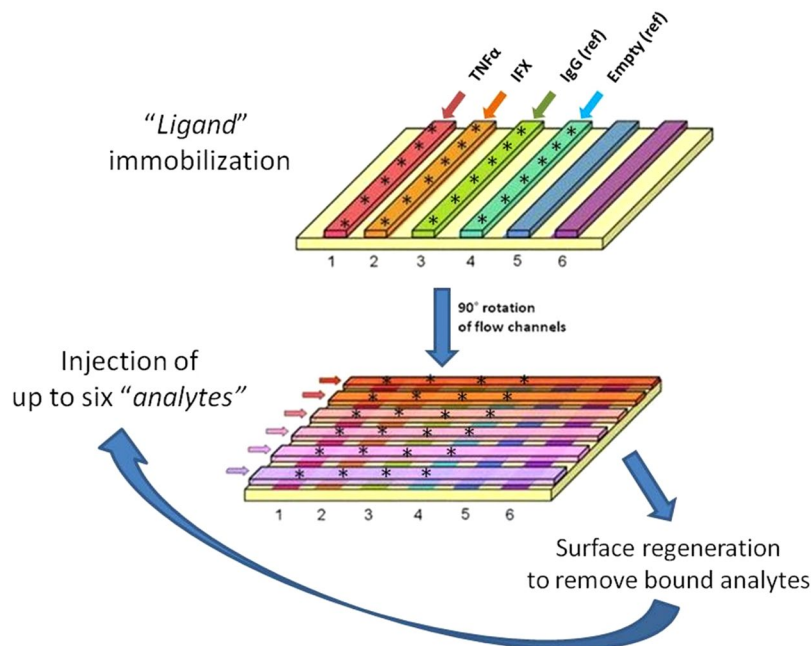 TNFα
IFX
IgG (ref)
Empty (ref)
“Ligand”
immobilization
1 2 3 4 5 6
90° rotation
of flow channels
Injection of
up to six “analytes”
1 2 3 4 5 6
Surface regeneration
to remove bound analytes